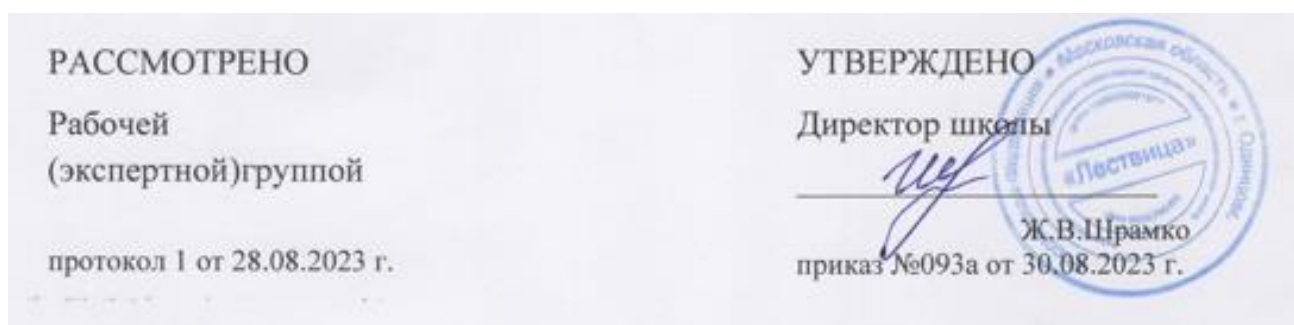 РАССМОТРЕНО
Рабочей
(экспертной)группой
протокол 1 от 28.08.2023 г.
УТВЕРЖДЕНО
Директор школы
Ж.В.Шрамко
приказ №093а от 30.08.2023 г.
Московская область г. Одинцово
«Лествица»